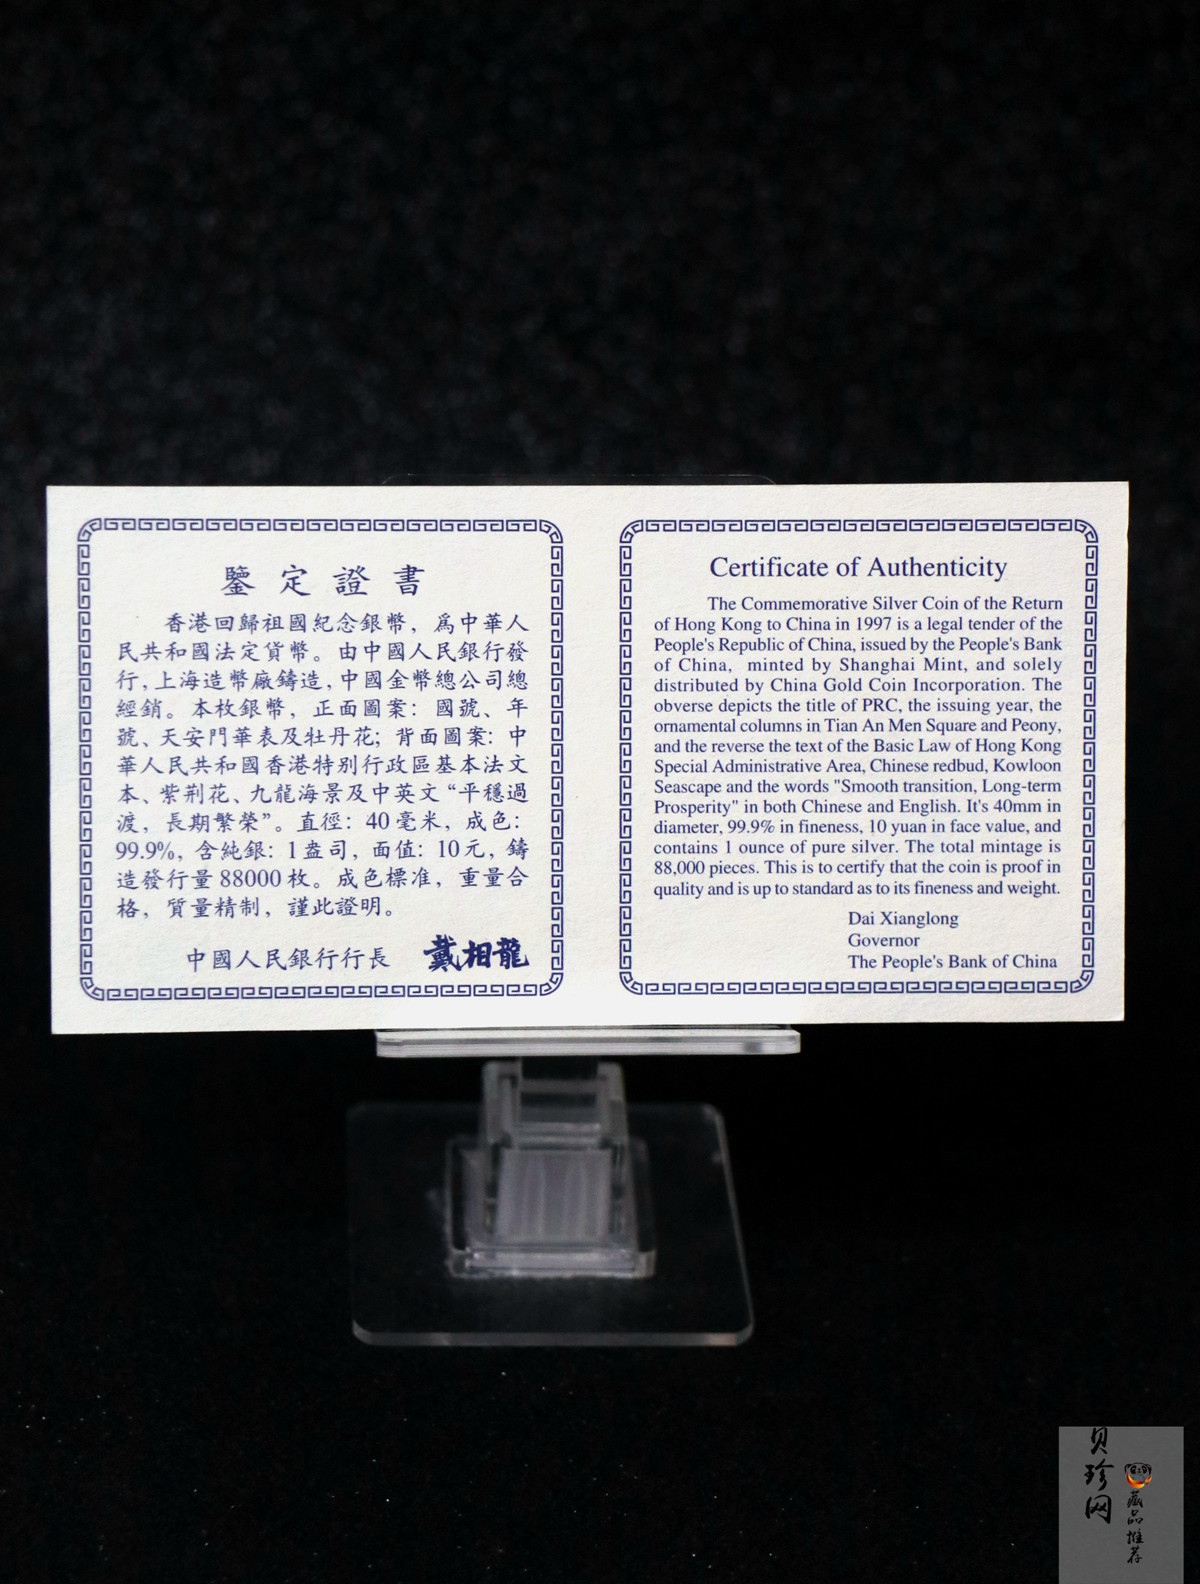 鑒定證書
香港回歸祖國紀念銀幣，爲中華人
民共和國法定貨幣。由中國人民銀行發
行，上海造幣廠鑄造，中國金幣總公司總
經銷。本枚銀幣，正面圖案：國號、年
號、天安門華表及牡丹花；背面圖案：中
華人民共和國香港特别行政區基本法文
本、紫荆花、九龍海景及中英文“平穩過
渡，長期繁榮”。直徑：40毫米，成色：
99.9%，含純銀：1盎司，面值：10元，鑄
造發行量88000枚。成色標准，重量合
格，質量精制，謹此證明。
中國人民銀行行長 戴相龍
Certificate of Authenticity
The Commemorative Silver Coin of the Return
of Hong Kong to China in 1997 is a legal tender of the
People's Republic of China, issued by the People's Bank
of China, minted by Shanghai Mint, and solely
distributed by China Gold Coin Incorporation. The
obverse depicts the title of PRC, the issuing year, the
ornamental columns in Tian An Men Square and Peony,
and the reverse the text of the Basic Law of Hong Kong
Special Administrative Area, Chinese redbud, Kowloon
Seascape and the words "Smooth transition, Long-term
Prosperity" in both Chinese and English. It's 40mm in
diameter, 99.9% in fineness, 10 yuan in face value, and
contains 1 ounce of pure silver. The total mintage is
88,000 pieces. This is to certify that the coin is proof in
quality and is up to standard as to its fineness and weight.
Dai Xianglong
Governor
The People's Bank of China
贝珍网
藏品推荐